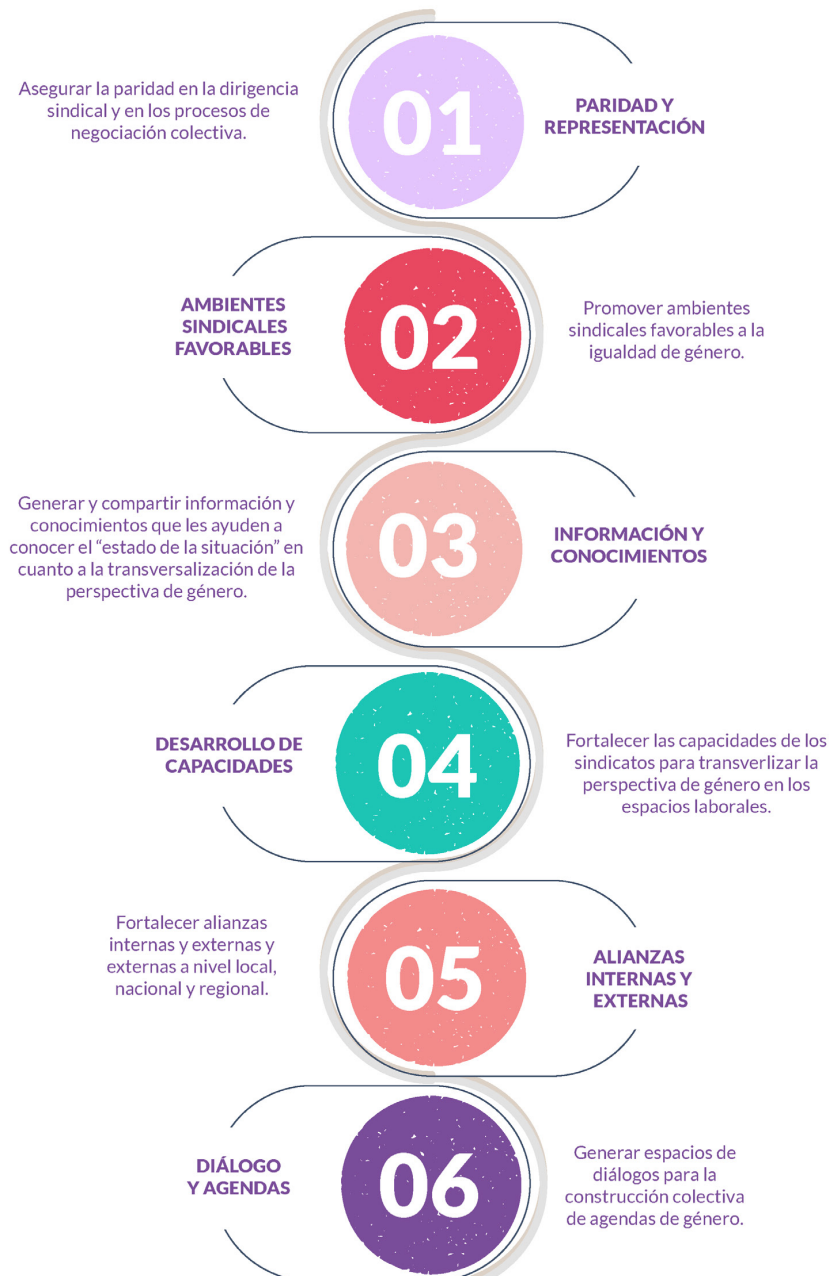 Asegurar la paridad en la dirigencia
sindical y en los procesos de
negociación colectiva.
01
PARIDAD Y
REPRESENTACIÓN
AMBIENTES
SINDICALES
FAVORABLES
02
Promover ambientes
sindicales favorables a la
igualdad de género.
Generar y compartir información y
conocimientos que les ayuden a
conocer el “estado de la situación” en
cuanto a la transversalización de la
perspectiva de género.
03
INFORMACIÓN Y
CONOCIMIENTOS
DESARROLLO DE
CAPACIDADES
04
Fortalecer las capacidades de los
sindicatos para transverlizar la
perspectiva de género en los
espacios laborales.
Fortalecer alianzas
internas y externas y
externas a nivel local,
nacional y regional.
05
ALIANZAS
INTERNAS Y
EXTERNAS
DIÁLOGO
Y AGENDAS
06
Generar espacios de
diálogos para la
construcción colectiva
de agendas de género.